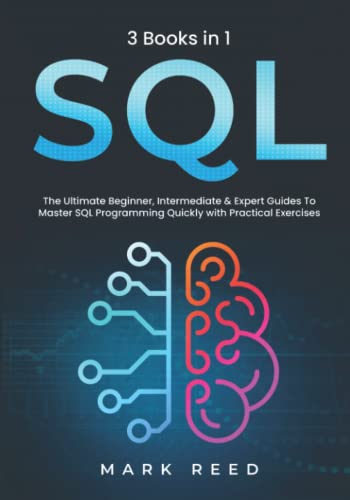 3 Books in 1
SQL
The Ultimate Beginner, Intermediate & Expert Guides To
Master SQL Programming Quickly with Practical Exercises
MARK REED